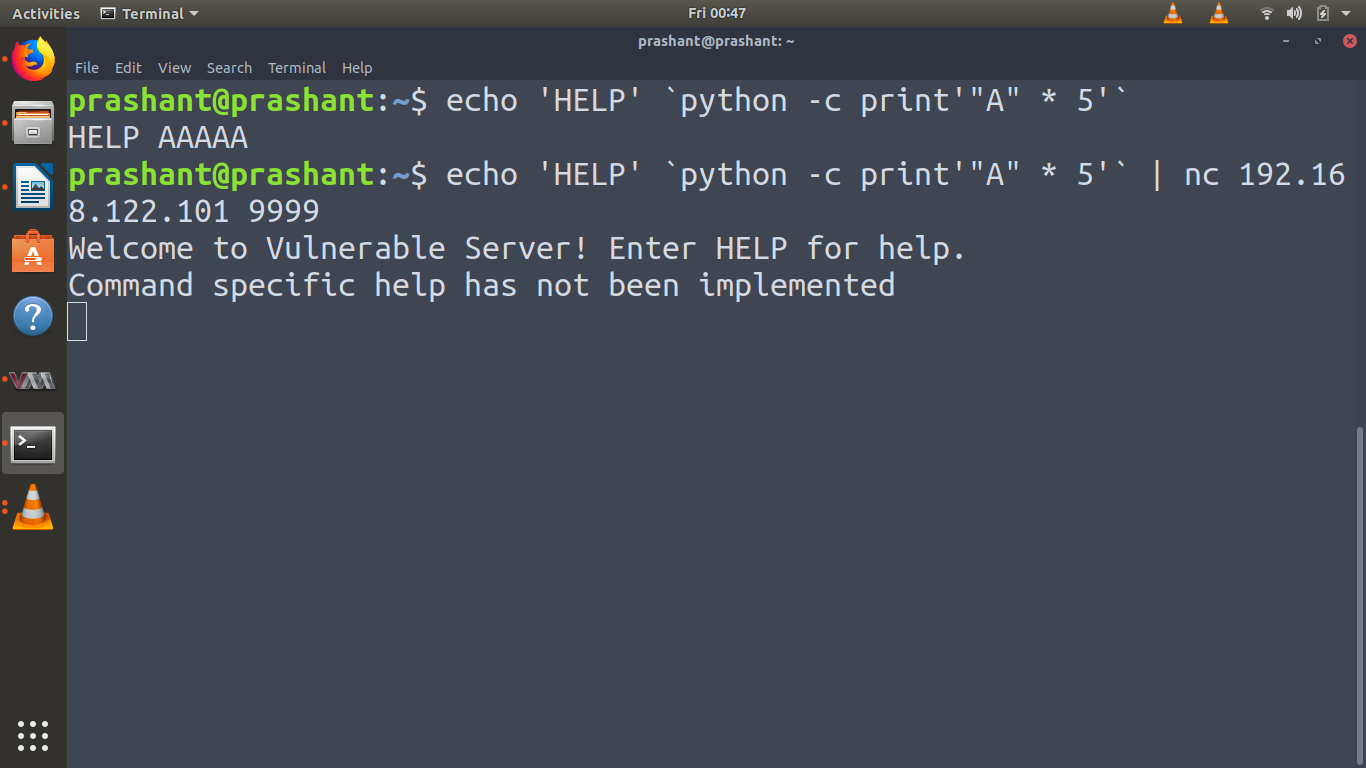 Activities Terminal Fri 00:47
prashant@prashant: ~
File Edit View Search Terminal Help
prashant@prashant:~$ echo 'HELP' `python -c print'"A" * 5'`
HELP AAAAA
prashant@prashant:~$ echo 'HELP' `python -c print'"A" * 5'` | nc 192.16
8.122.101 9999
Welcome to Vulnerable Server! Enter HELP for help.
Command specific help has not been implemented